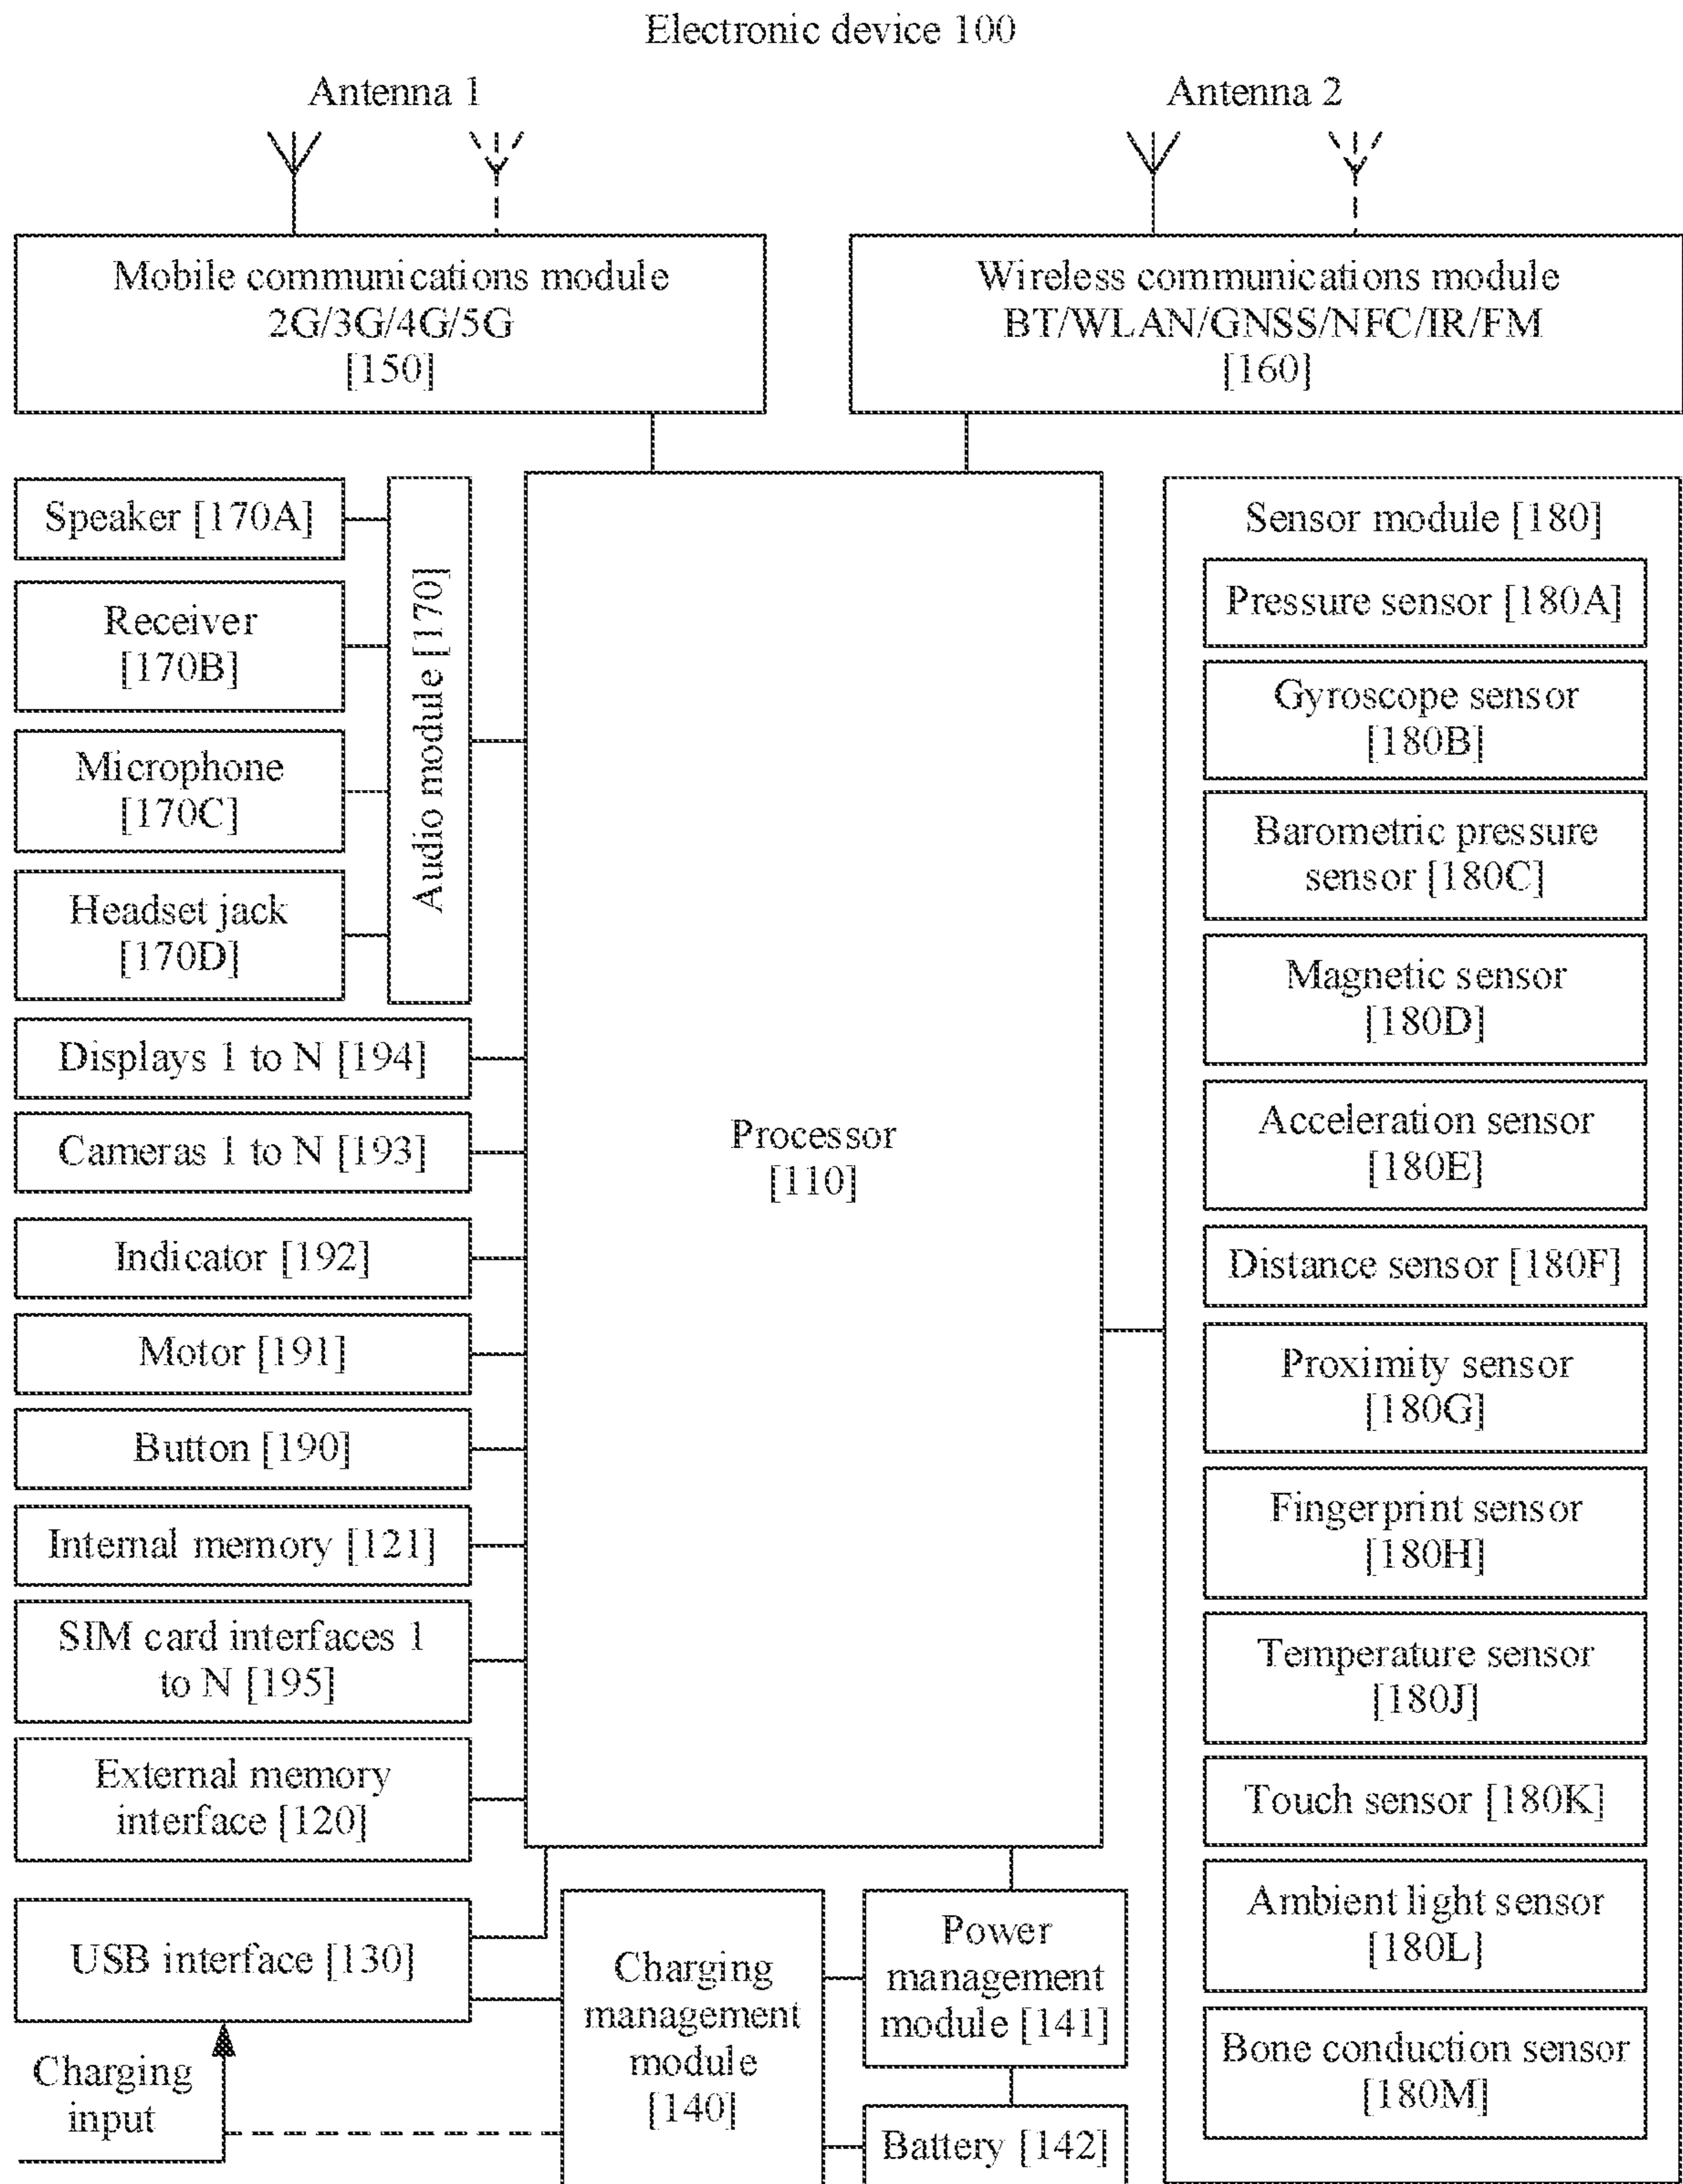 Electronic device 100
Antenna 1
Antenna 2
Mobile communications module
2G/3G/4G/5G
[150]
Wireless communications module
BT/WLAN/GNSS/NFC/IR/FM
[160]
Speaker [170A]
Receiver
[170B]
Microphone
[170C]
Headset jack
[170D]
Audio module [170]
Displays 1 to N [194]
Cameras 1 to N [193]
Indicator [192]
Motor [191]
Button [190]
Internal memory [121]
SIM card interfaces 1
to N [195]
External memory
interface [120]
USB interface [130]
Charging
input
Processor
[110]
Charging
management
module
[140]
Power
management
module [141]
Battery [142]
Sensor module [180]
Pressure sensor [180A]
Gyroscope sensor
[180B]
Barometric pressure
sensor [180C]
Magnetic sensor
[180D]
Acceleration sensor
[180E]
Distance sensor [180F]
Proximity sensor
[180G]
Fingerprint sensor
[180H]
Temperature sensor
[180J]
Touch sensor [180K]
Ambient light sensor
[180L]
Bone conduction sensor
[180M]